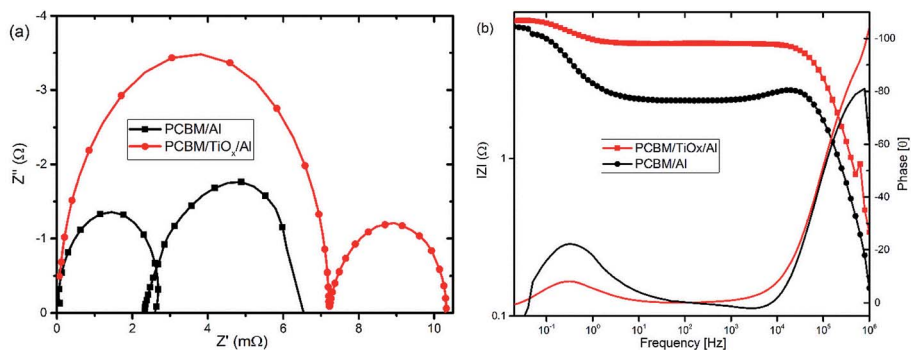 (a)
-4
-3
-2
-1
0
Z" (Ω)
PCBM/Al
PCBM/TiOₓ/Al
0
2
4
6
8
10
Z' (mΩ)
(b)
1
0.1
IZI (Ω)
PCBM/TiOx/Al
PCBM/Al
-100
-80
-60
-40
-20
0
Phase [0]
10⁻¹
10⁰
10¹
10²
10³
10⁴
10⁵
10⁶
Frequency [Hz]